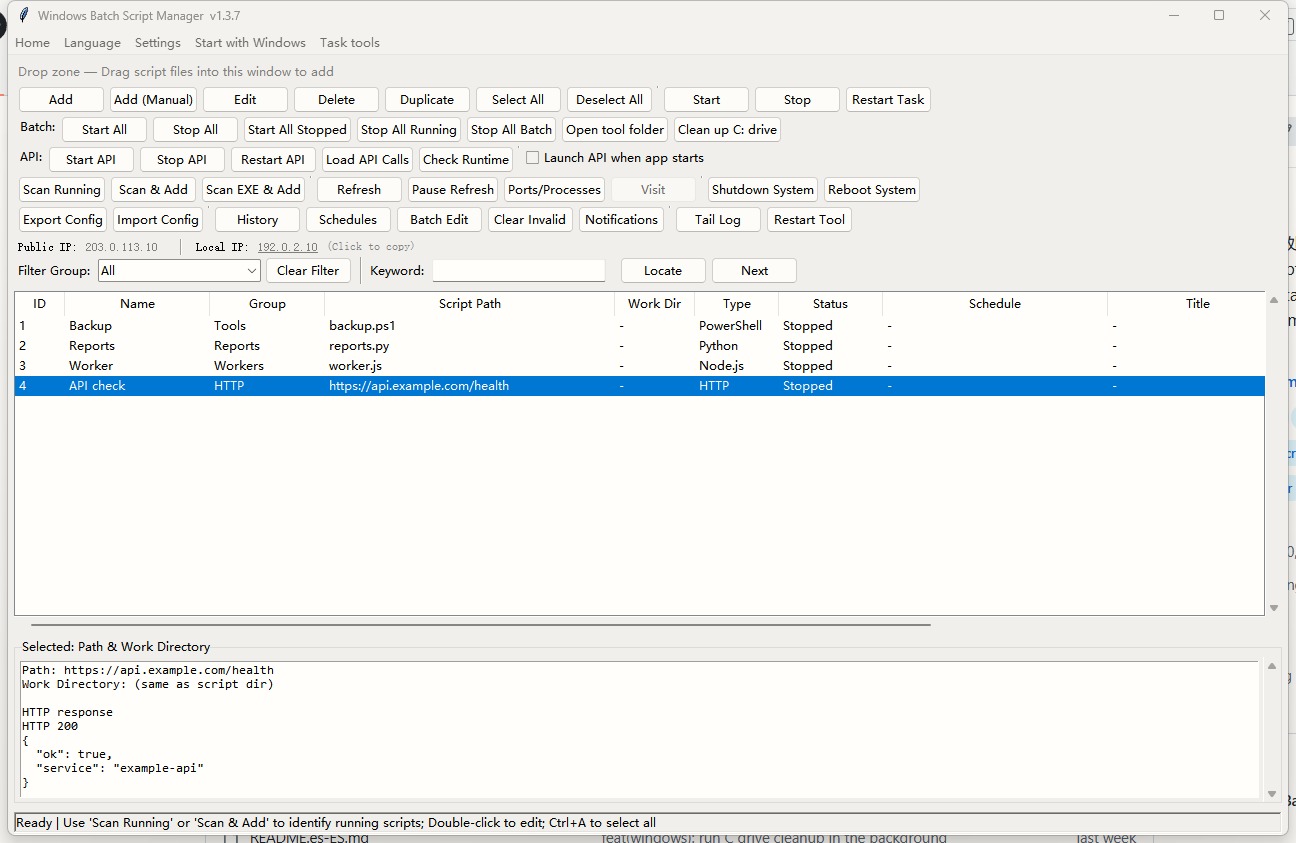 Windows Batch Script Manager v1.3.7
Home Language Settings Start with Windows Task tools
Drop zone — Drag script files into this window to add
Add Add (Manual) Edit Delete Duplicate Select All Deselect All Start Stop Restart Task
Batch: Start All Stop All Start All Stopped Stop All Running Stop All Batch Open tool folder Clean up C: drive
API: Start API Stop API Restart API Load API Calls Check Runtime Launch API when app starts
Scan Running Scan & Add Scan EXE & Add Refresh Pause Refresh Ports/Processes Visit Shutdown System Reboot System
Export Config Import Config History Schedules Batch Edit Clear Invalid Notifications Tail Log Restart Tool
Public IP: 203.0.113.10 Local IP: 192.0.2.10 (Click to copy)
Filter Group: All Clear Filter Keyword: Locate Next
ID Name Group Script Path Work Dir Type Status Schedule Title
1 Backup Tools backup.ps1 - PowerShell Stopped - -
2 Reports Reports reports.py - Python Stopped - -
3 Worker Workers worker.js - Node.js Stopped - -
4 API check HTTP https://api.example.com/health - HTTP Stopped - -
Selected: Path & Work Directory
Path: https://api.example.com/health
Work Directory: (same as script dir)
HTTP response
HTTP 200
{
"ok": true,
"service": "example-api"
}
Ready | Use 'Scan Running' or 'Scan & Add' to identify running scripts; Double-click to edit; Ctrl+A to select all
README.es-ES.md feat(windows): run C drive cleanup in the background last week